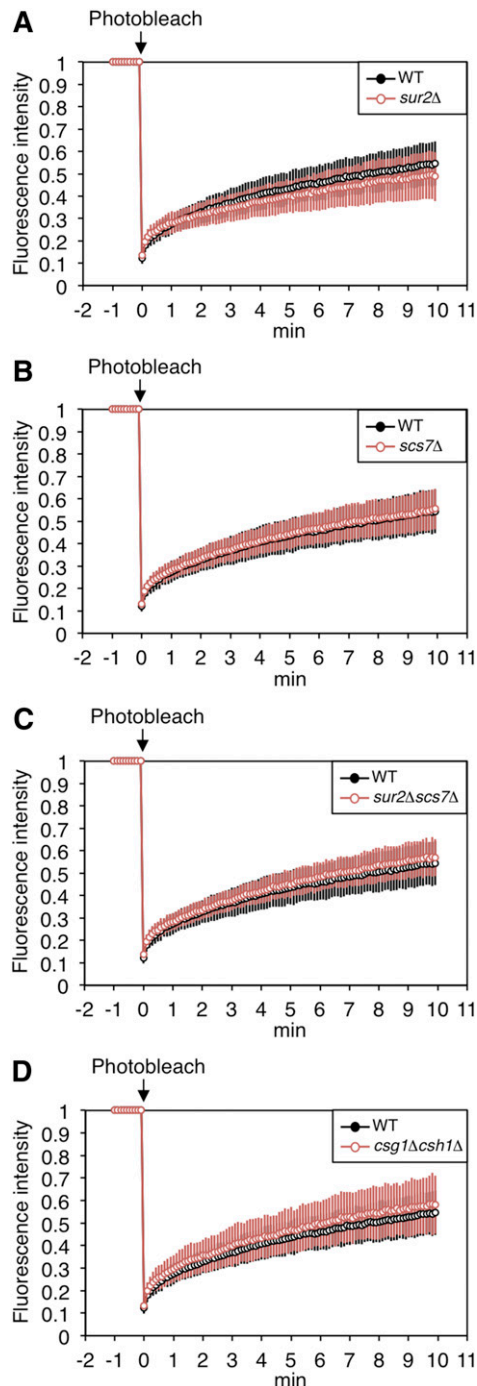 A
Photobleach
Fluorescence intensity
1
0.9
0.8
0.7
0.6
0.5
0.4
0.3
0.2
0.1
0
WT
sur2Δ
-2 -1 0 1 2 3 4 5 6 7 8 9 10 11
min
B
Photobleach
Fluorescence intensity
1
0.9
0.8
0.7
0.6
0.5
0.4
0.3
0.2
0.1
0
WT
scs7Δ
-2 -1 0 1 2 3 4 5 6 7 8 9 10 11
min
C
Photobleach
Fluorescence intensity
1
0.9
0.8
0.7
0.6
0.5
0.4
0.3
0.2
0.1
0
WT
sur2Δscs7Δ
-2 -1 0 1 2 3 4 5 6 7 8 9 10 11
min
D
Photobleach
Fluorescence intensity
1
0.9
0.8
0.7
0.6
0.5
0.4
0.3
0.2
0.1
0
WT
csg1Δcsh1Δ
-2 -1 0 1 2 3 4 5 6 7 8 9 10 11
min